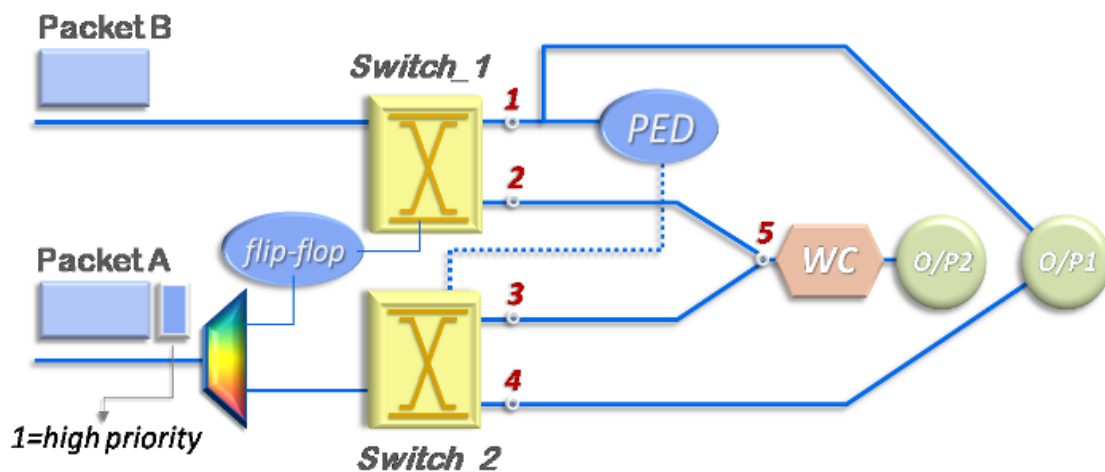 Packet B
Switch_1
1
PED
2
flip-flop
5
WC
O/P2
O/P1
Packet A
3
4
1=high priority
Switch_2